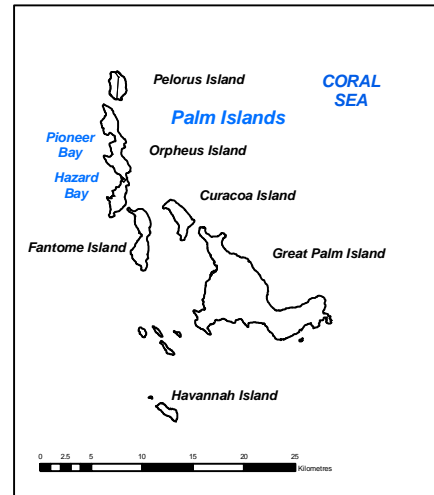 Pelorus Island
CORAL
SEA
Palm Islands
Pioneer
Bay
Orpheus Island
Hazard
Bay
Curacoa Island
Fantome Island
Great Palm Island
Havannah Island
0 2.5 5 10 15 20 25
Kilometres